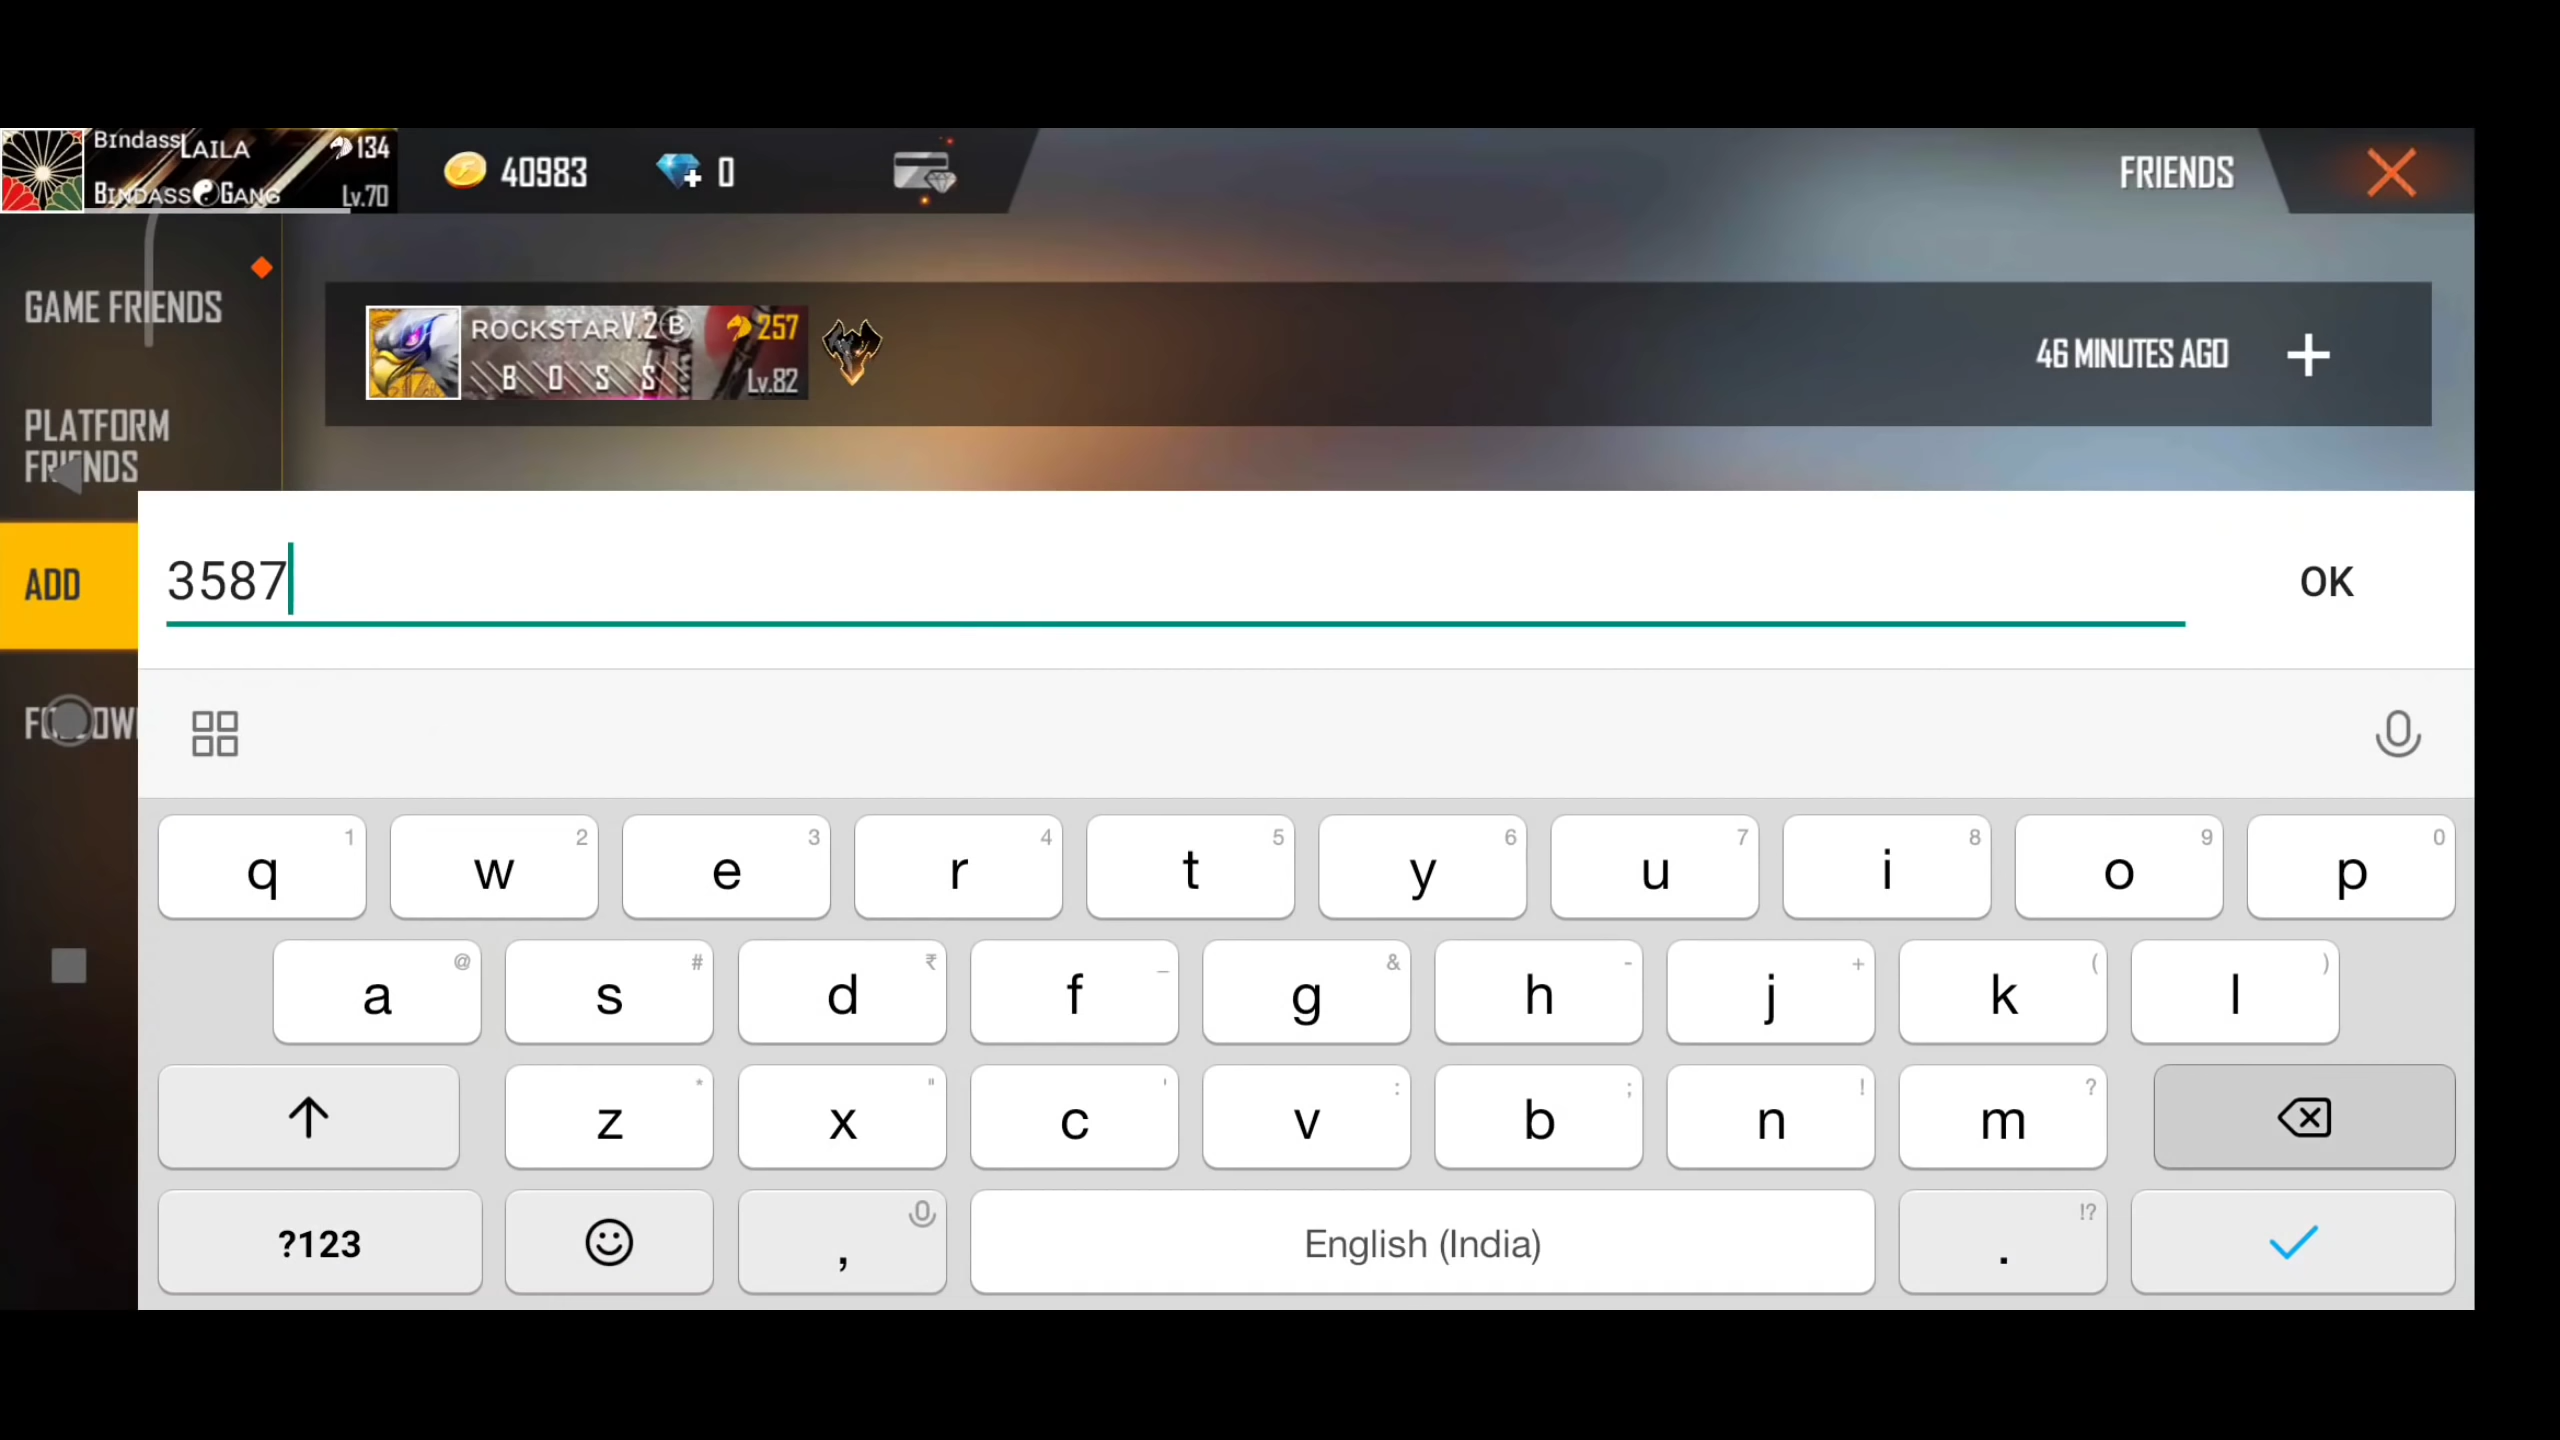 BindassLAILA 134
BINDASS☯GANG Lv.70
40983
0
FRIENDS
GAME FRIENDS
ROCKSTARV.2Ⓑ 257
B O S S Lv.82
46 MINUTES AGO
PLATFORM
FRIENDS
3587
OK
ADD
q 1 w 2 e 3 r 4 t 5 y 6 u 7 i 8 o 9 p 0
a @ s # d ₹ f _ g & h - j + k ( l )
z * x " c ' v : b ; n ! m ?
?123 , English (India) . !?